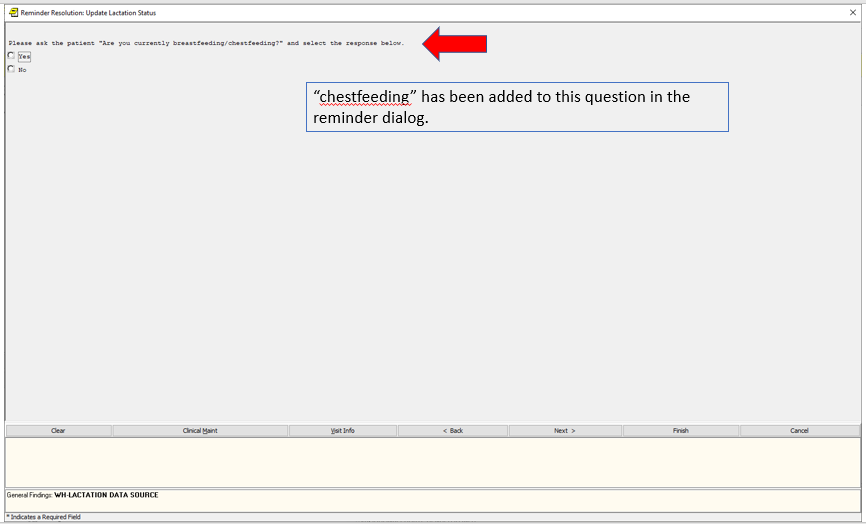 Reminder Resolution: Update Lactation Status
Please ask the patient "Are you currently breastfeeding/chestfeeding?" and select the response below.
Yes
No
“chestfeeding” has been added to this question in the
reminder dialog.
Clear Clinical Maint Visit Info < Back Next > Finish Cancel
General Findings: WH-LACTATION DATA SOURCE
* Indicates a Required Field